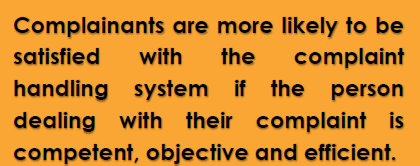 Complainants are more likely to be
satisfied with the complaint
handling system if the person
dealing with their complaint is
competent, objective and efficient.